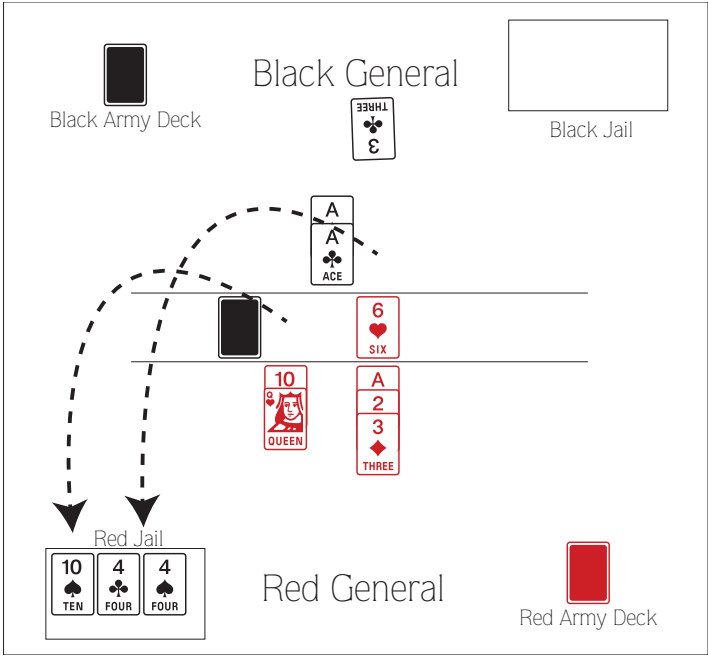 Black General
Black Army Deck
Black Jail
THREE
3
A
A
ACE
6
SIX
10
Q
QUEEN
A
2
3
THREE
Red Jail
10
TEN
4
FOUR
4
FOUR
Red General
Red Army Deck